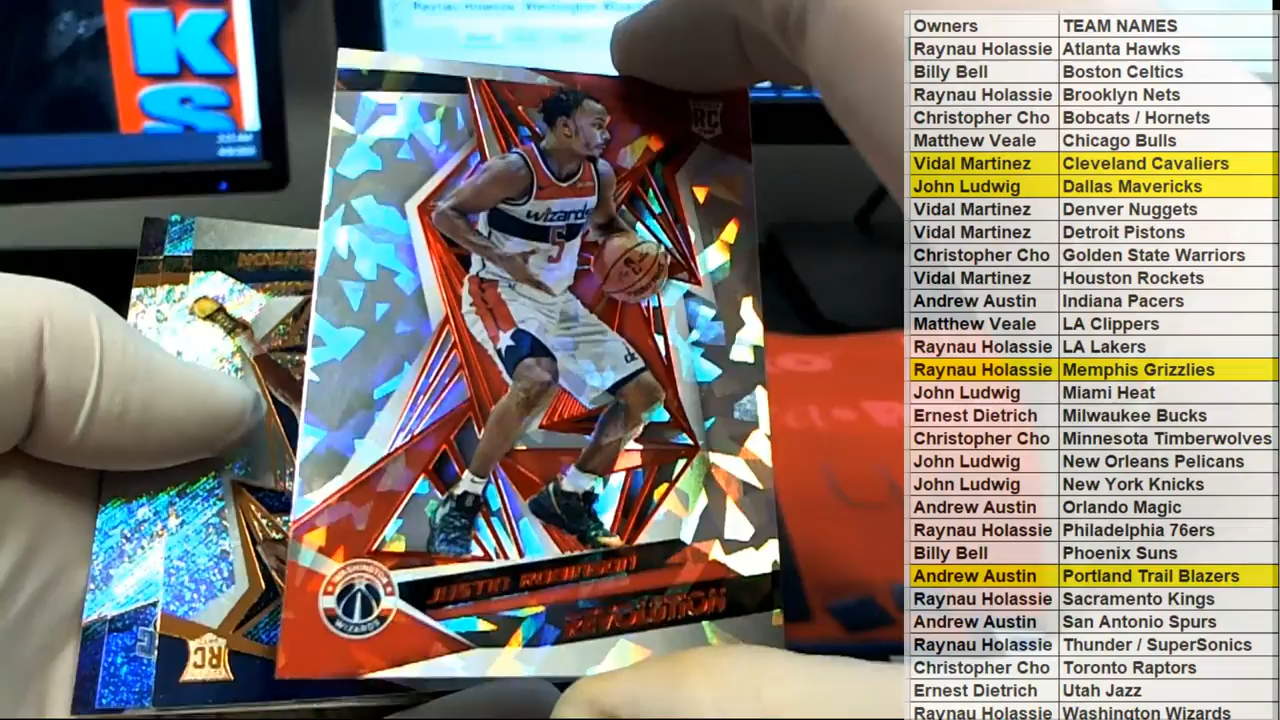 Raynau Holassie Washington Wizards
K
S
RC
wizards
5
JUSTIN ROBINSON
REVOLUTION
WASHINGTON
WIZARDS
RC
Owners TEAM NAMES
Raynau Holassie Atlanta Hawks
Billy Bell Boston Celtics
Raynau Holassie Brooklyn Nets
Christopher Cho Bobcats / Hornets
Matthew Veale Chicago Bulls
Vidal Martinez Cleveland Cavaliers
John Ludwig Dallas Mavericks
Vidal Martinez Denver Nuggets
Vidal Martinez Detroit Pistons
Christopher Cho Golden State Warriors
Vidal Martinez Houston Rockets
Andrew Austin Indiana Pacers
Matthew Veale LA Clippers
Raynau Holassie LA Lakers
Raynau Holassie Memphis Grizzlies
John Ludwig Miami Heat
Ernest Dietrich Milwaukee Bucks
Christopher Cho Minnesota Timberwolves
John Ludwig New Orleans Pelicans
John Ludwig New York Knicks
Andrew Austin Orlando Magic
Raynau Holassie Philadelphia 76ers
Billy Bell Phoenix Suns
Andrew Austin Portland Trail Blazers
Raynau Holassie Sacramento Kings
Andrew Austin San Antonio Spurs
Raynau Holassie Thunder / SuperSonics
Christopher Cho Toronto Raptors
Ernest Dietrich Utah Jazz
Raynau Holassie Washington Wizards